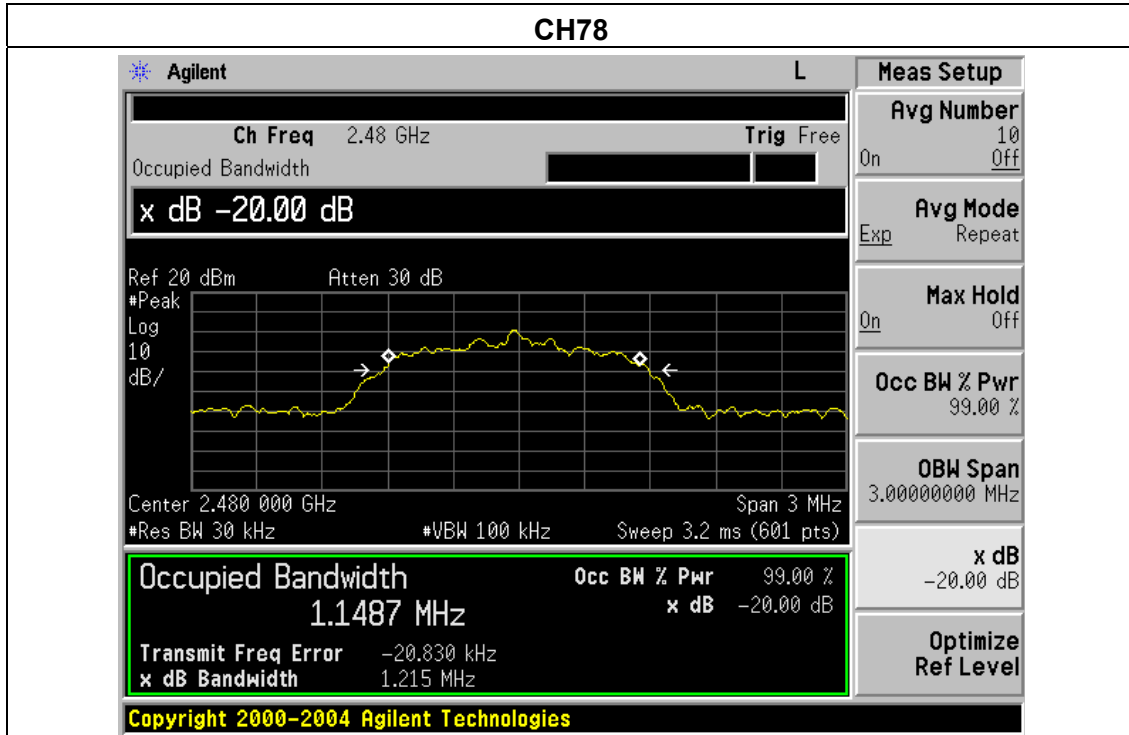 CH78
Agilent L
Ch Freq 2.48 GHz Trig Free
Occupied Bandwidth
x dB -20.00 dB
Ref 20 dBm Atten 30 dB
#Peak
Log
10
dB/
Center 2.480 000 GHz Span 3 MHz
#Res BW 30 kHz #VBW 100 kHz Sweep 3.2 ms (601 pts)
Occupied Bandwidth Occ BW % Pwr 99.00 %
1.1487 MHz x dB -20.00 dB
Transmit Freq Error -20.830 kHz
x dB Bandwidth 1.215 MHz
Copyright 2000-2004 Agilent Technologies
Meas Setup
Avg Number
10
On Off
Avg Mode
Exp Repeat
Max Hold
On Off
Occ BW % Pwr
99.00 %
OBW Span
3.00000000 MHz
x dB
-20.00 dB
Optimize
Ref Level